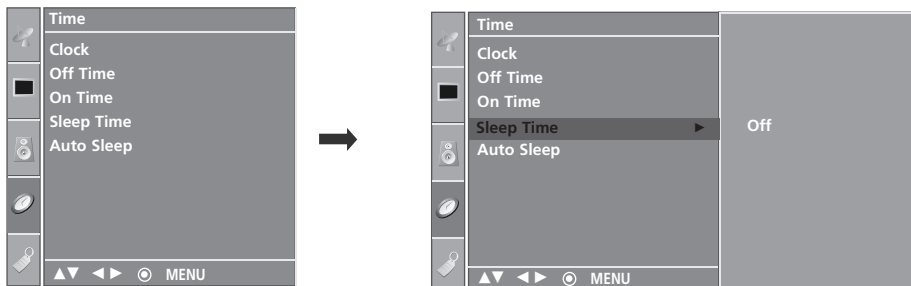 Time
Clock
Off Time
On Time
Sleep Time
Auto Sleep
▲▼ ◄► ◉ MENU
Time
Clock
Off Time
On Time
Sleep Time ► Off
Auto Sleep
▲▼ ◄► ◉ MENU